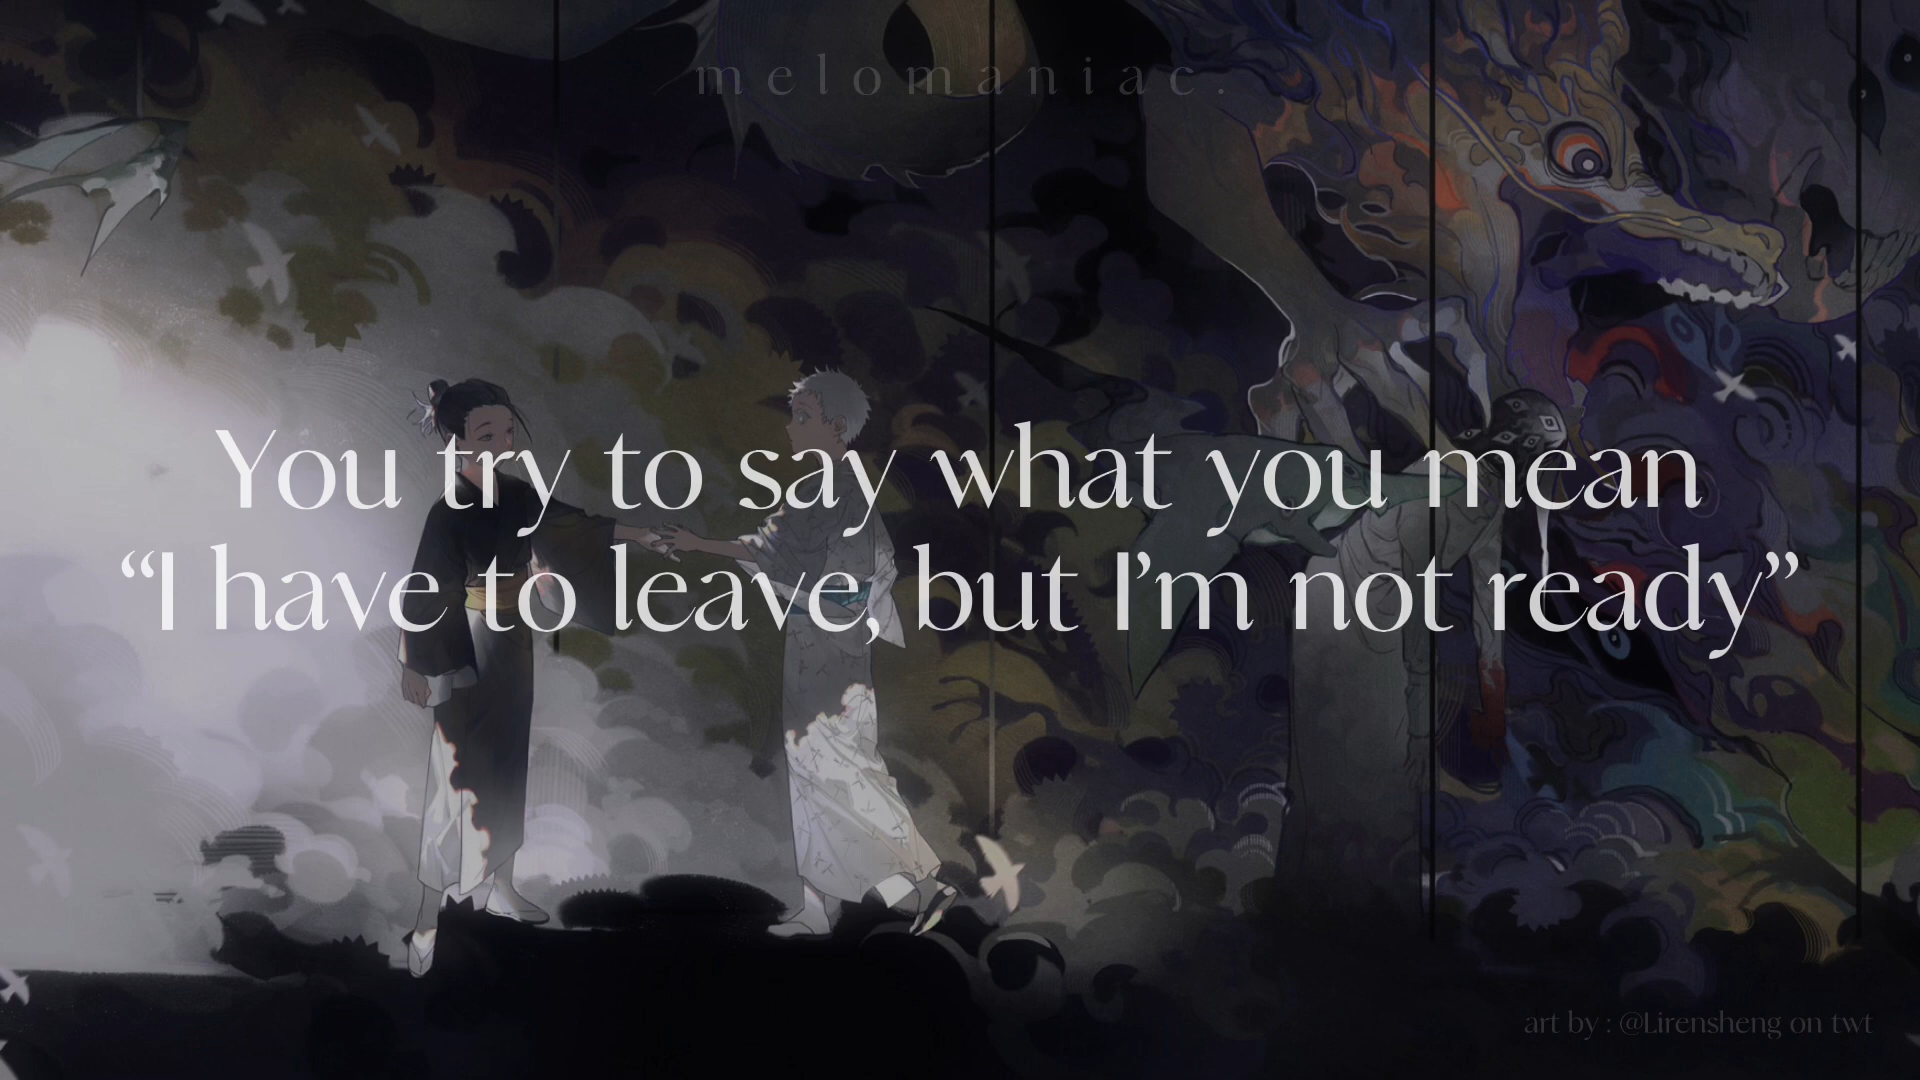 melomaniac.
You try to say what you mean
“I have to leave, but I’m not ready”
art by : @Lirensheng on twt